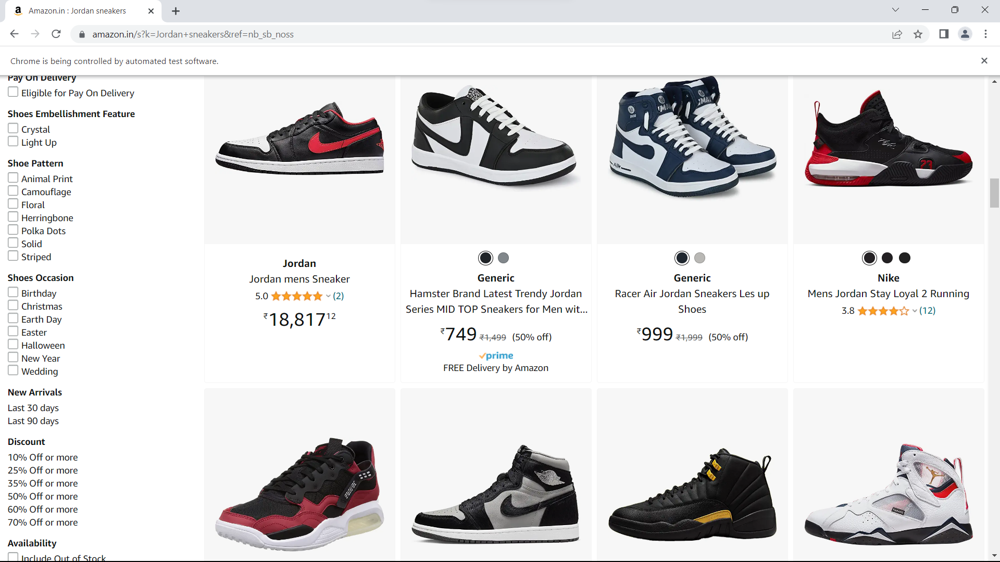 Amazon.in : Jordan sneakers
amazon.in/s?k=Jordan+sneakers&ref=nb_sb_noss
Chrome is being controlled by automated test software.
Pay On Delivery
Eligible for Pay On Delivery
Shoes Embellishment Feature
Crystal
Light Up
Shoe Pattern
Animal Print
Camouflage
Floral
Herringbone
Polka Dots
Solid
Striped
Shoes Occasion
Birthday
Christmas
Earth Day
Easter
Halloween
New Year
Wedding
New Arrivals
Last 30 days
Last 90 days
Discount
10% Off or more
25% Off or more
35% Off or more
50% Off or more
60% Off or more
70% Off or more
Availability
Include Out of Stock
Jordan
Jordan mens Sneaker
5.0 (2)
₹18,81712
Generic
Hamster Brand Latest Trendy Jordan
Series MID TOP Sneakers for Men wit...
₹749 ₹1,499 (50% off)
prime
FREE Delivery by Amazon
AIR
Generic
Racer Air Jordan Sneakers Les up
Shoes
₹999 ₹1,999 (50% off)
23
Nike
Mens Jordan Stay Loyal 2 Running
3.8 (12)